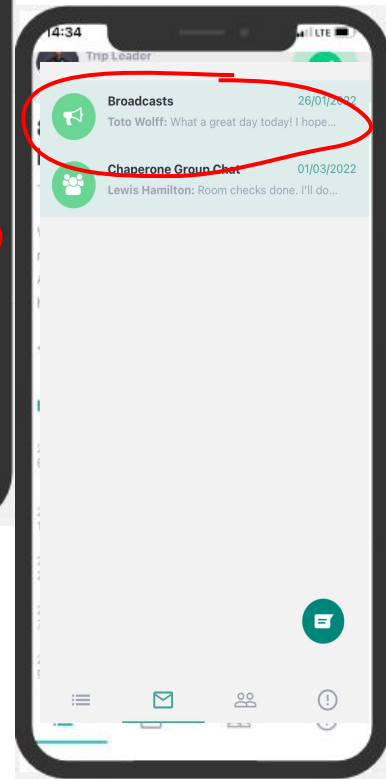 14:34
LTE
Trip Leader
Broadcasts 26/01/2022
Toto Wolff: What a great day today! I hope...
Chaperone Group Chat 01/03/2022
Lewis Hamilton: Room checks done. I'll do...